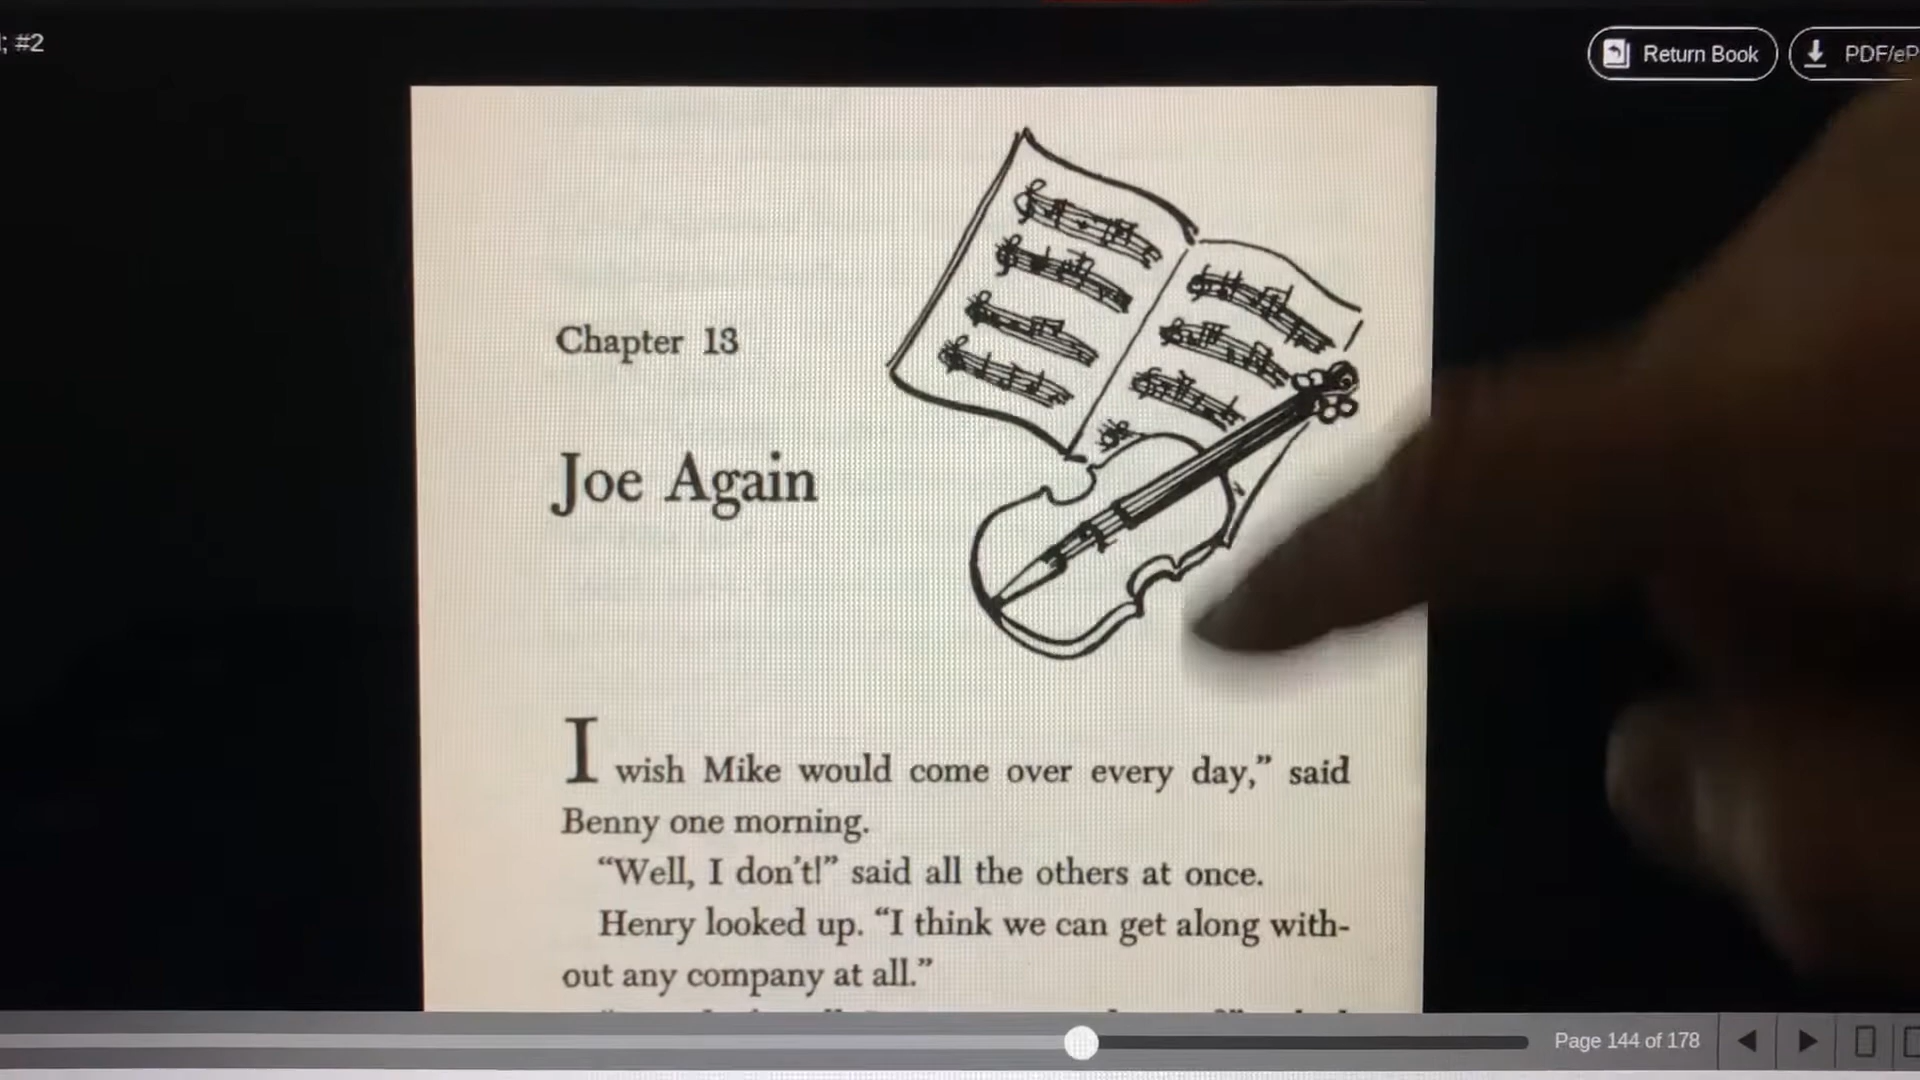 ; #2
Return Book
PDF/eP
Chapter 13
Joe Again
I wish Mike would come over every day,” said
Benny one morning.
“Well, I don’t!” said all the others at once.
Henry looked up. “I think we can get along with-
out any company at all.”
Page 144 of 178